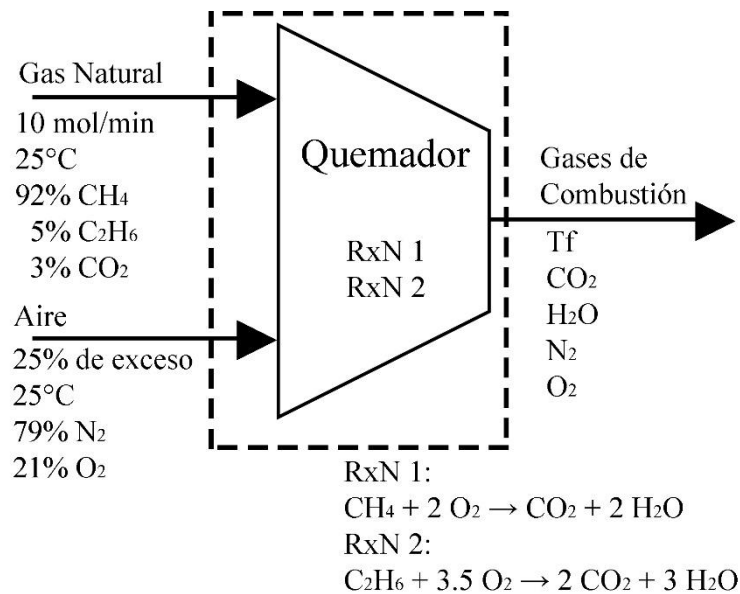 Gas Natural
10 mol/min
25°C
92% CH₄
5% C₂H₆
3% CO₂
Aire
25% de exceso
25°C
79% N₂
21% O₂
Quemador
RxN 1
RxN 2
Gases de
Combustión
Tf
CO₂
H₂O
N₂
O₂
RxN 1:
CH₄ + 2 O₂ → CO₂ + 2 H₂O
RxN 2:
C₂H₆ + 3.5 O₂ → 2 CO₂ + 3 H₂O